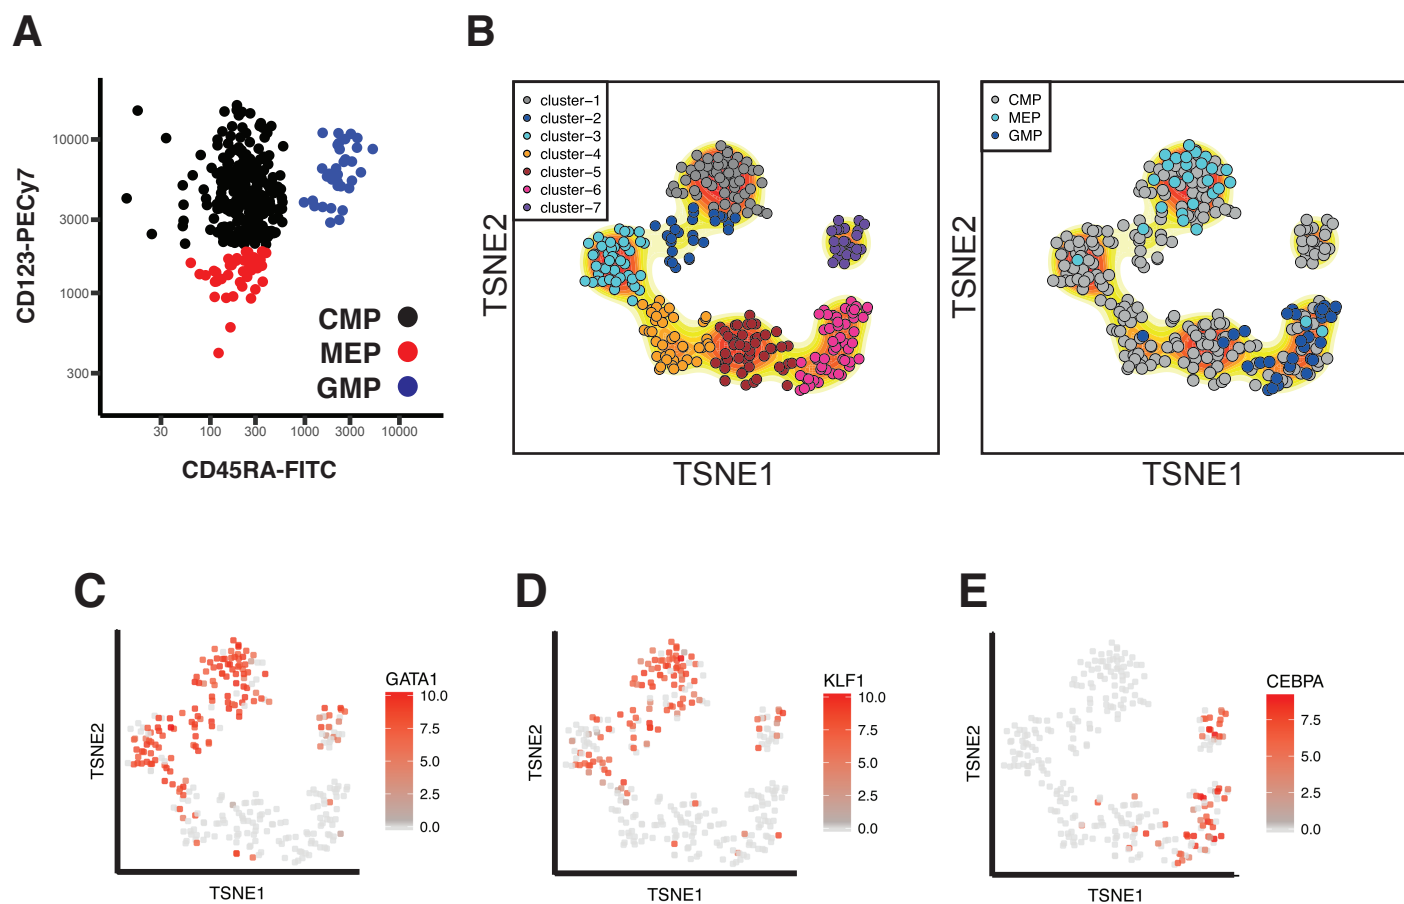 A
CD123-PECy7
10000
3000
1000
300
CMP
MEP
GMP
30 100 300 1000 3000 10000
CD45RA-FITC
B
cluster−1
cluster−2
cluster−3
cluster−4
cluster−5
cluster−6
cluster−7
TSNE2
TSNE1
CMP
MEP
GMP
TSNE2
TSNE1
C
TSNE2
TSNE1
GATA1
10.0
7.5
5.0
2.5
0.0
D
TSNE2
TSNE1
KLF1
10.0
7.5
5.0
2.5
0.0
E
TSNE2
TSNE1
CEBPA
7.5
5.0
2.5
0.0